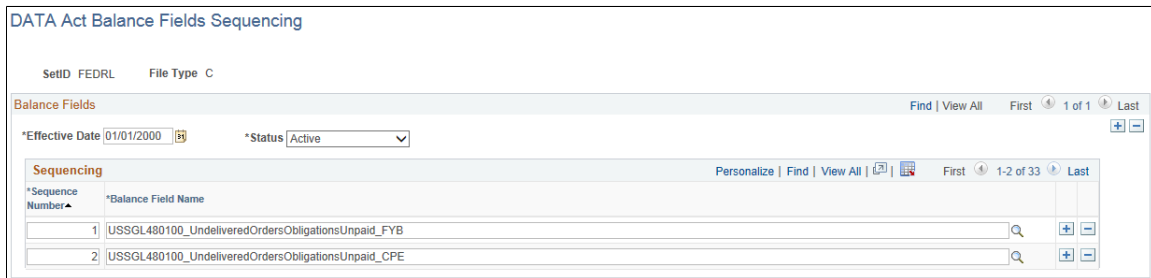 DATA Act Balance Fields Sequencing
SetID FEDRL File Type C
Balance Fields Find | View All First 1 of 1 Last
*Effective Date 01/01/2000 *Status Active
Sequencing Personalize | Find | View All | | First 1-2 of 33 Last
*Sequence Number *Balance Field Name
1 USSGL480100_UndeliveredOrdersObligationsUnpaid_FYB
2 USSGL480100_UndeliveredOrdersObligationsUnpaid_CPE